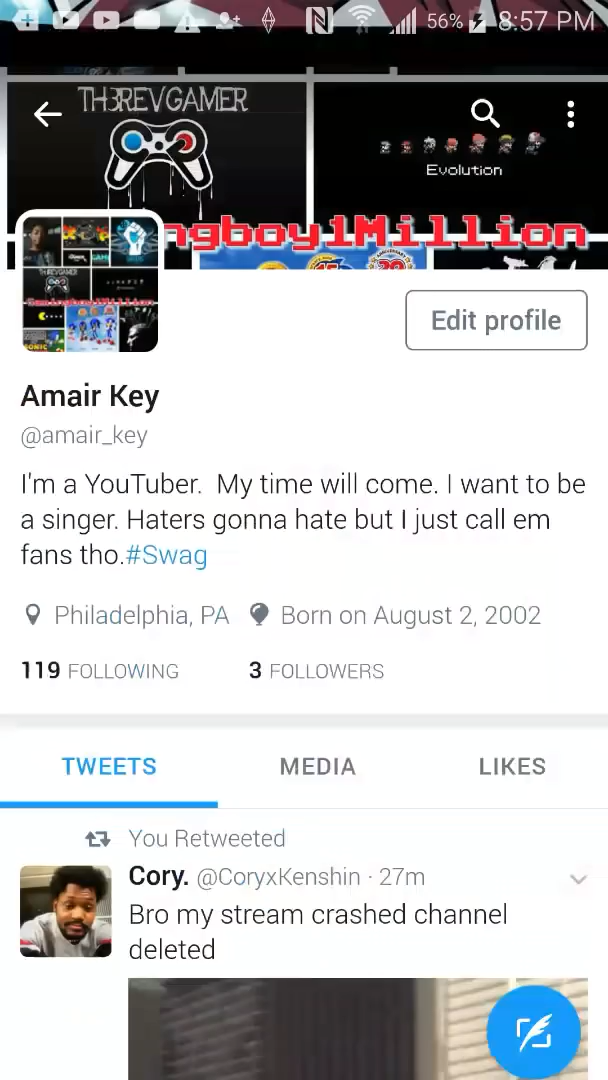 56% 8:57 PM
TH3REVGAMER
Evolution
ngboy1Million
Edit profile
Amair Key
@amair_key
I'm a YouTuber. My time will come. I want to be
a singer. Haters gonna hate but I just call em
fans tho.#Swag
Philadelphia, PA Born on August 2, 2002
119 FOLLOWING 3 FOLLOWERS
TWEETS MEDIA LIKES
You Retweeted
Cory. @CoryxKenshin · 27m
Bro my stream crashed channel
deleted